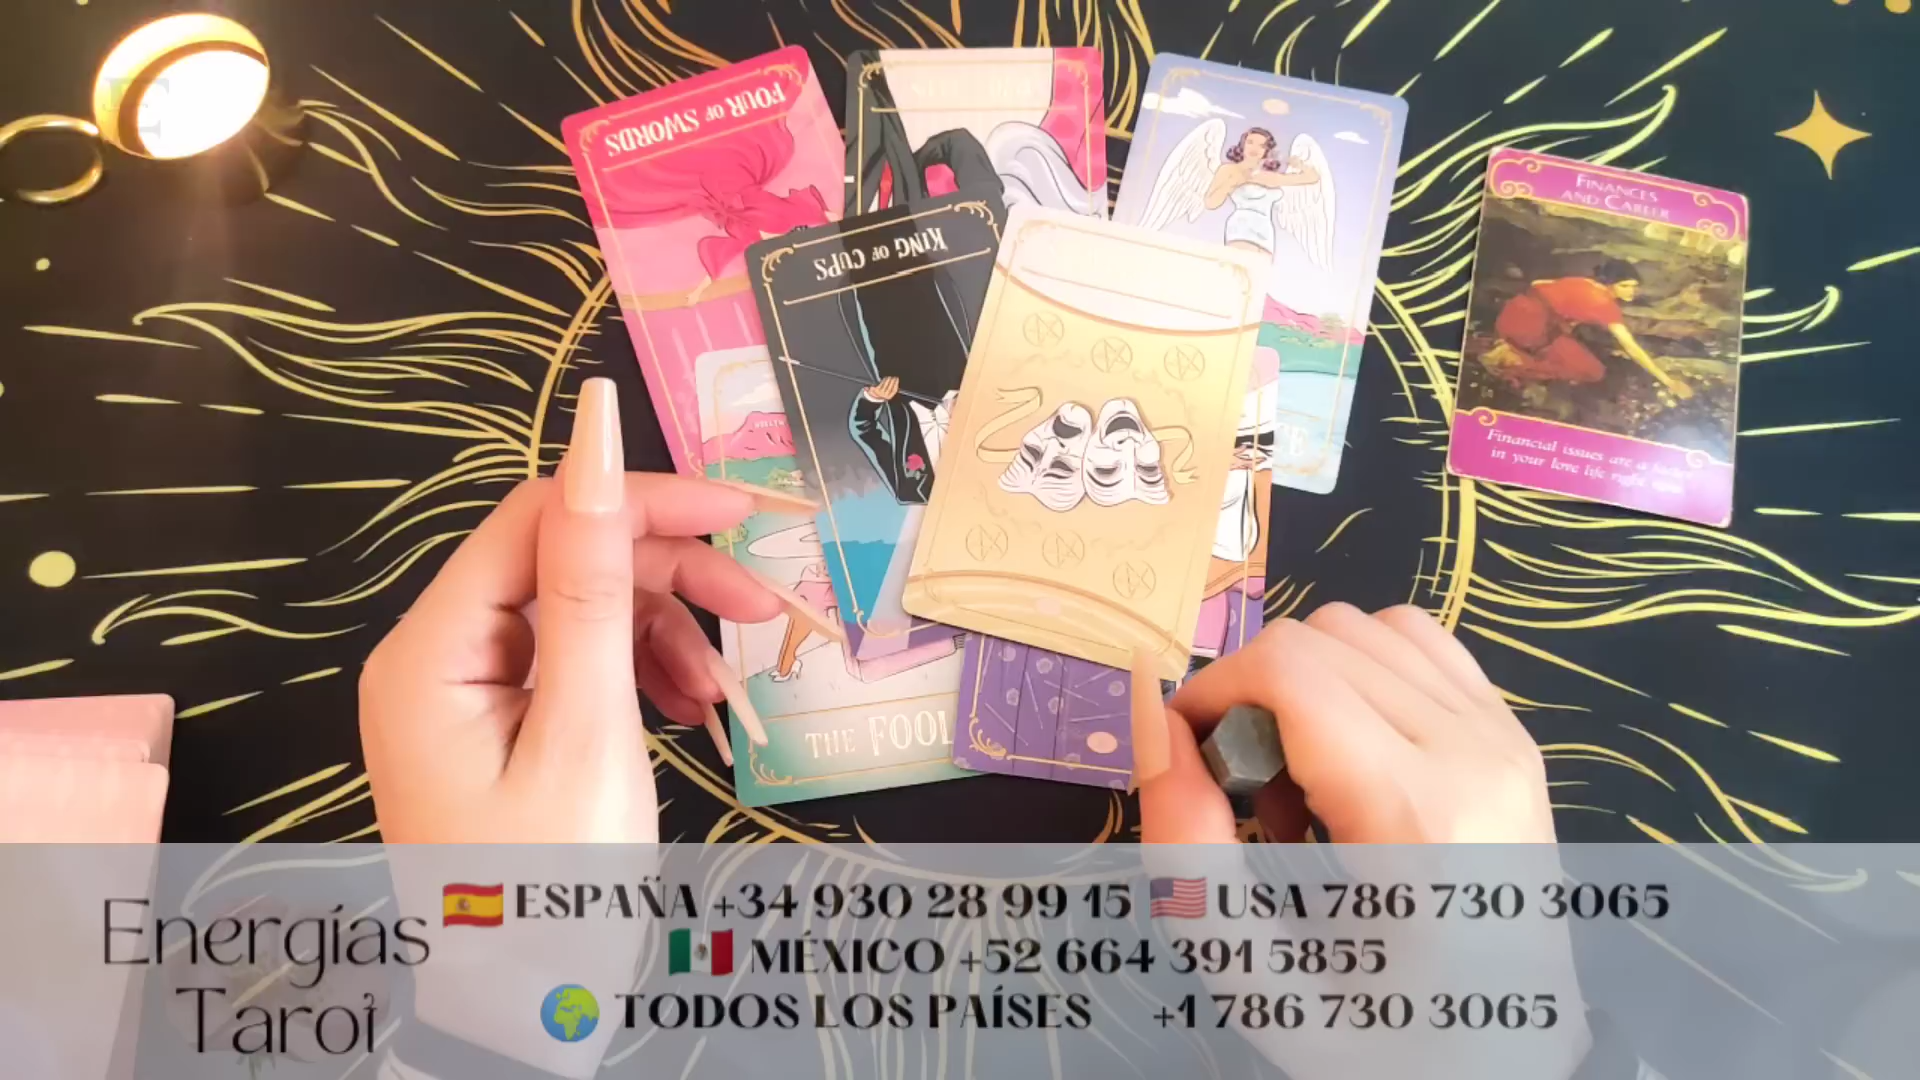 FOUR OF SWORDS
KING OF CUPS
FINANCES
AND CAREER
Financial issues are a
in your love life right
THE FOOL
Energías
Tarot
🇪🇸 ESPAÑA +34 930 28 99 15 🇺🇸 USA 786 730 3065
🇲🇽 MÉXICO +52 664 391 5855
🌍 TODOS LOS PAÍSES +1 786 730 3065